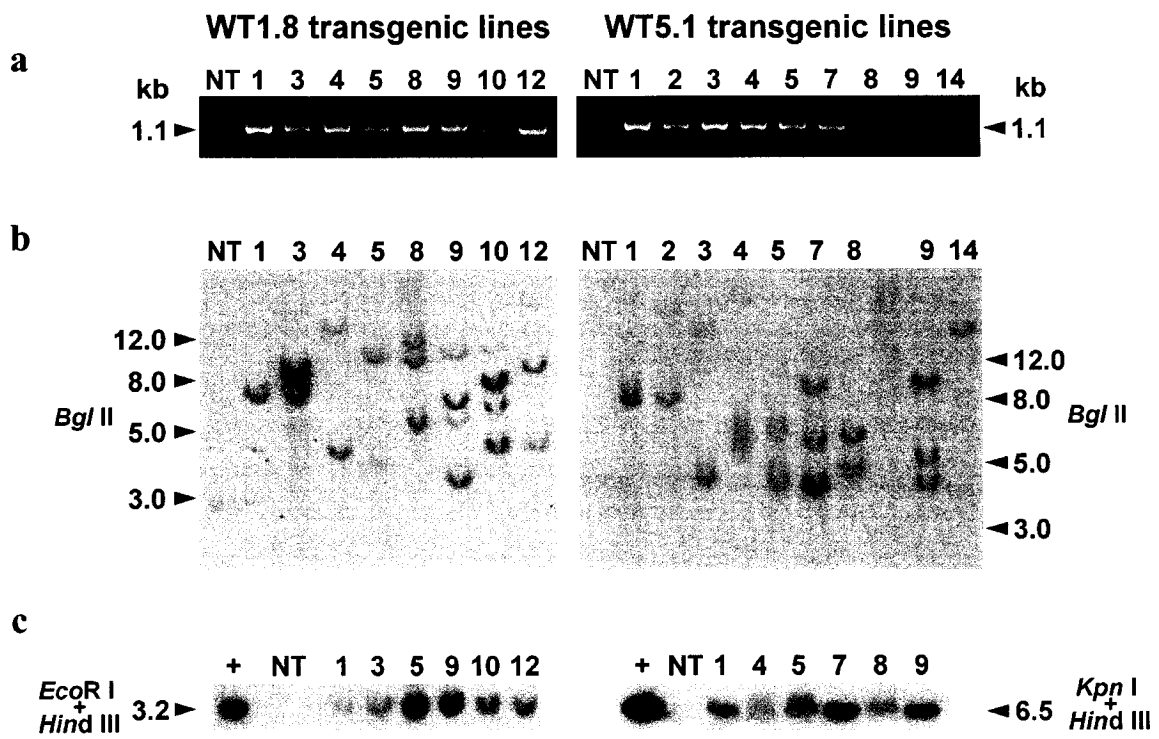 WT1.8 transgenic lines WT5.1 transgenic lines
a
NT 1 3 4 5 8 9 10 12 NT 1 2 3 4 5 7 8 9 14
kb kb
1.1 1.1
b
NT 1 3 4 5 8 9 10 12 NT 1 2 3 4 5 7 8 9 14
12.0 12.0
8.0 8.0
Bgl II Bgl II
5.0 5.0
3.0 3.0
c
+ NT 1 3 5 9 10 12 + NT 1 4 5 7 8 9
EcoR I Kpn I
+ 3.2 6.5 +
Hind III Hind III